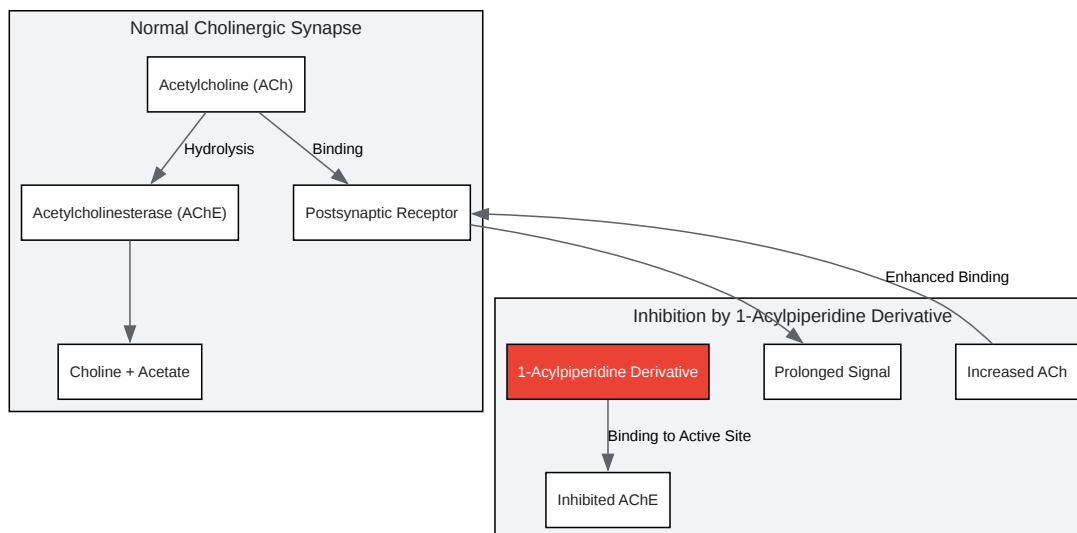 Normal Cholinergic Synapse
Acetylcholine (ACh)
Hydrolysis
Binding
Acetylcholinesterase (AChE)
Postsynaptic Receptor
Choline + Acetate
Enhanced Binding
Inhibition by 1-Acylpiperidine Derivative
1-Acylpiperidine Derivative
Prolonged Signal
Increased ACh
Binding to Active Site
Inhibited AChE